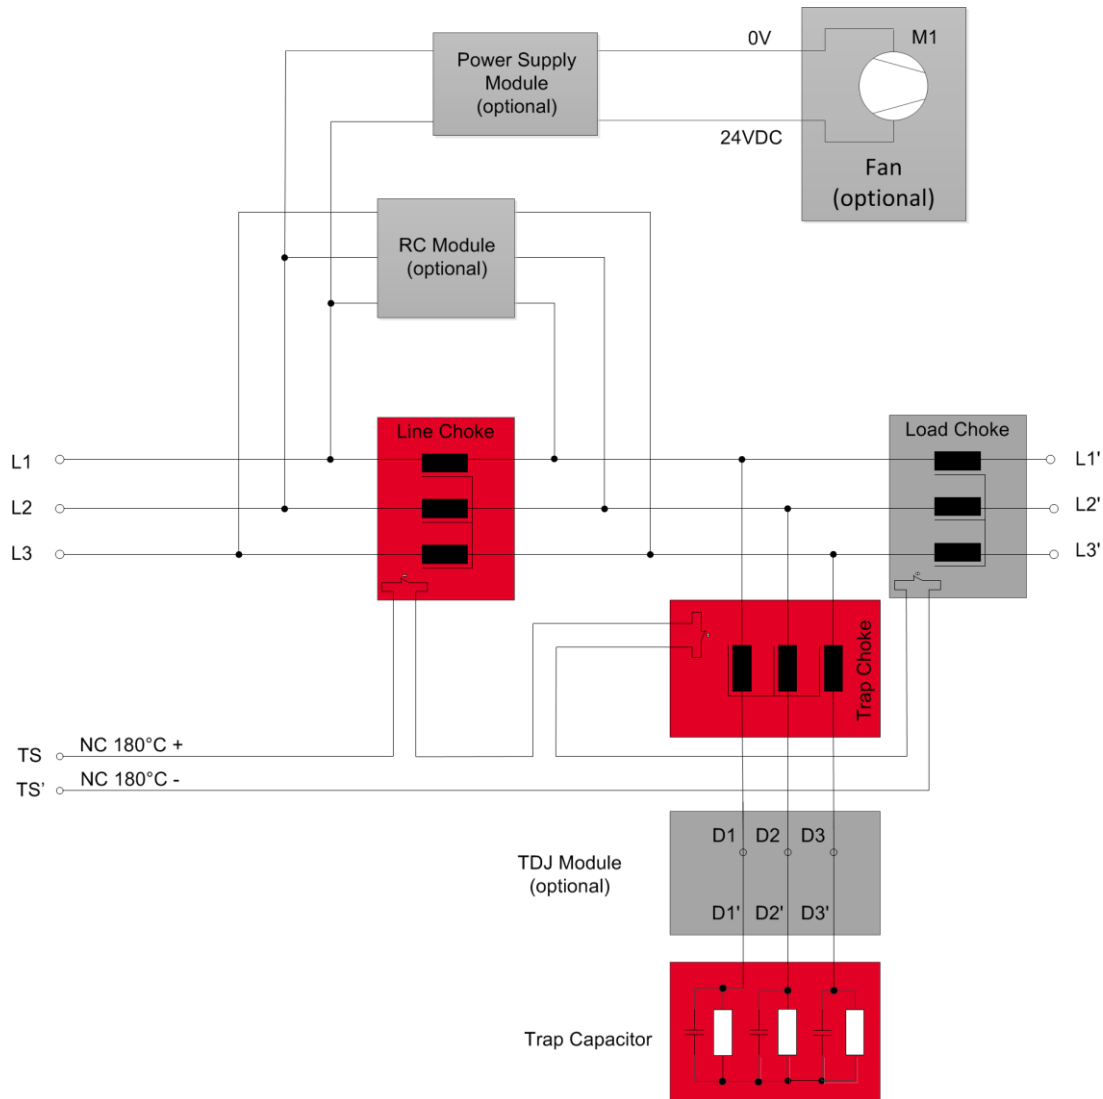 Power Supply
Module
(optional)
0V
24VDC
M1
Fan
(optional)
RC Module
(optional)
Line Choke
Load Choke
L1
L1'
L2
L2'
L3
L3'
Trap Choke
TS
NC 180°C +
TS'
NC 180°C -
TDJ Module
(optional)
D1
D2
D3
D1'
D2'
D3'
Trap Capacitor